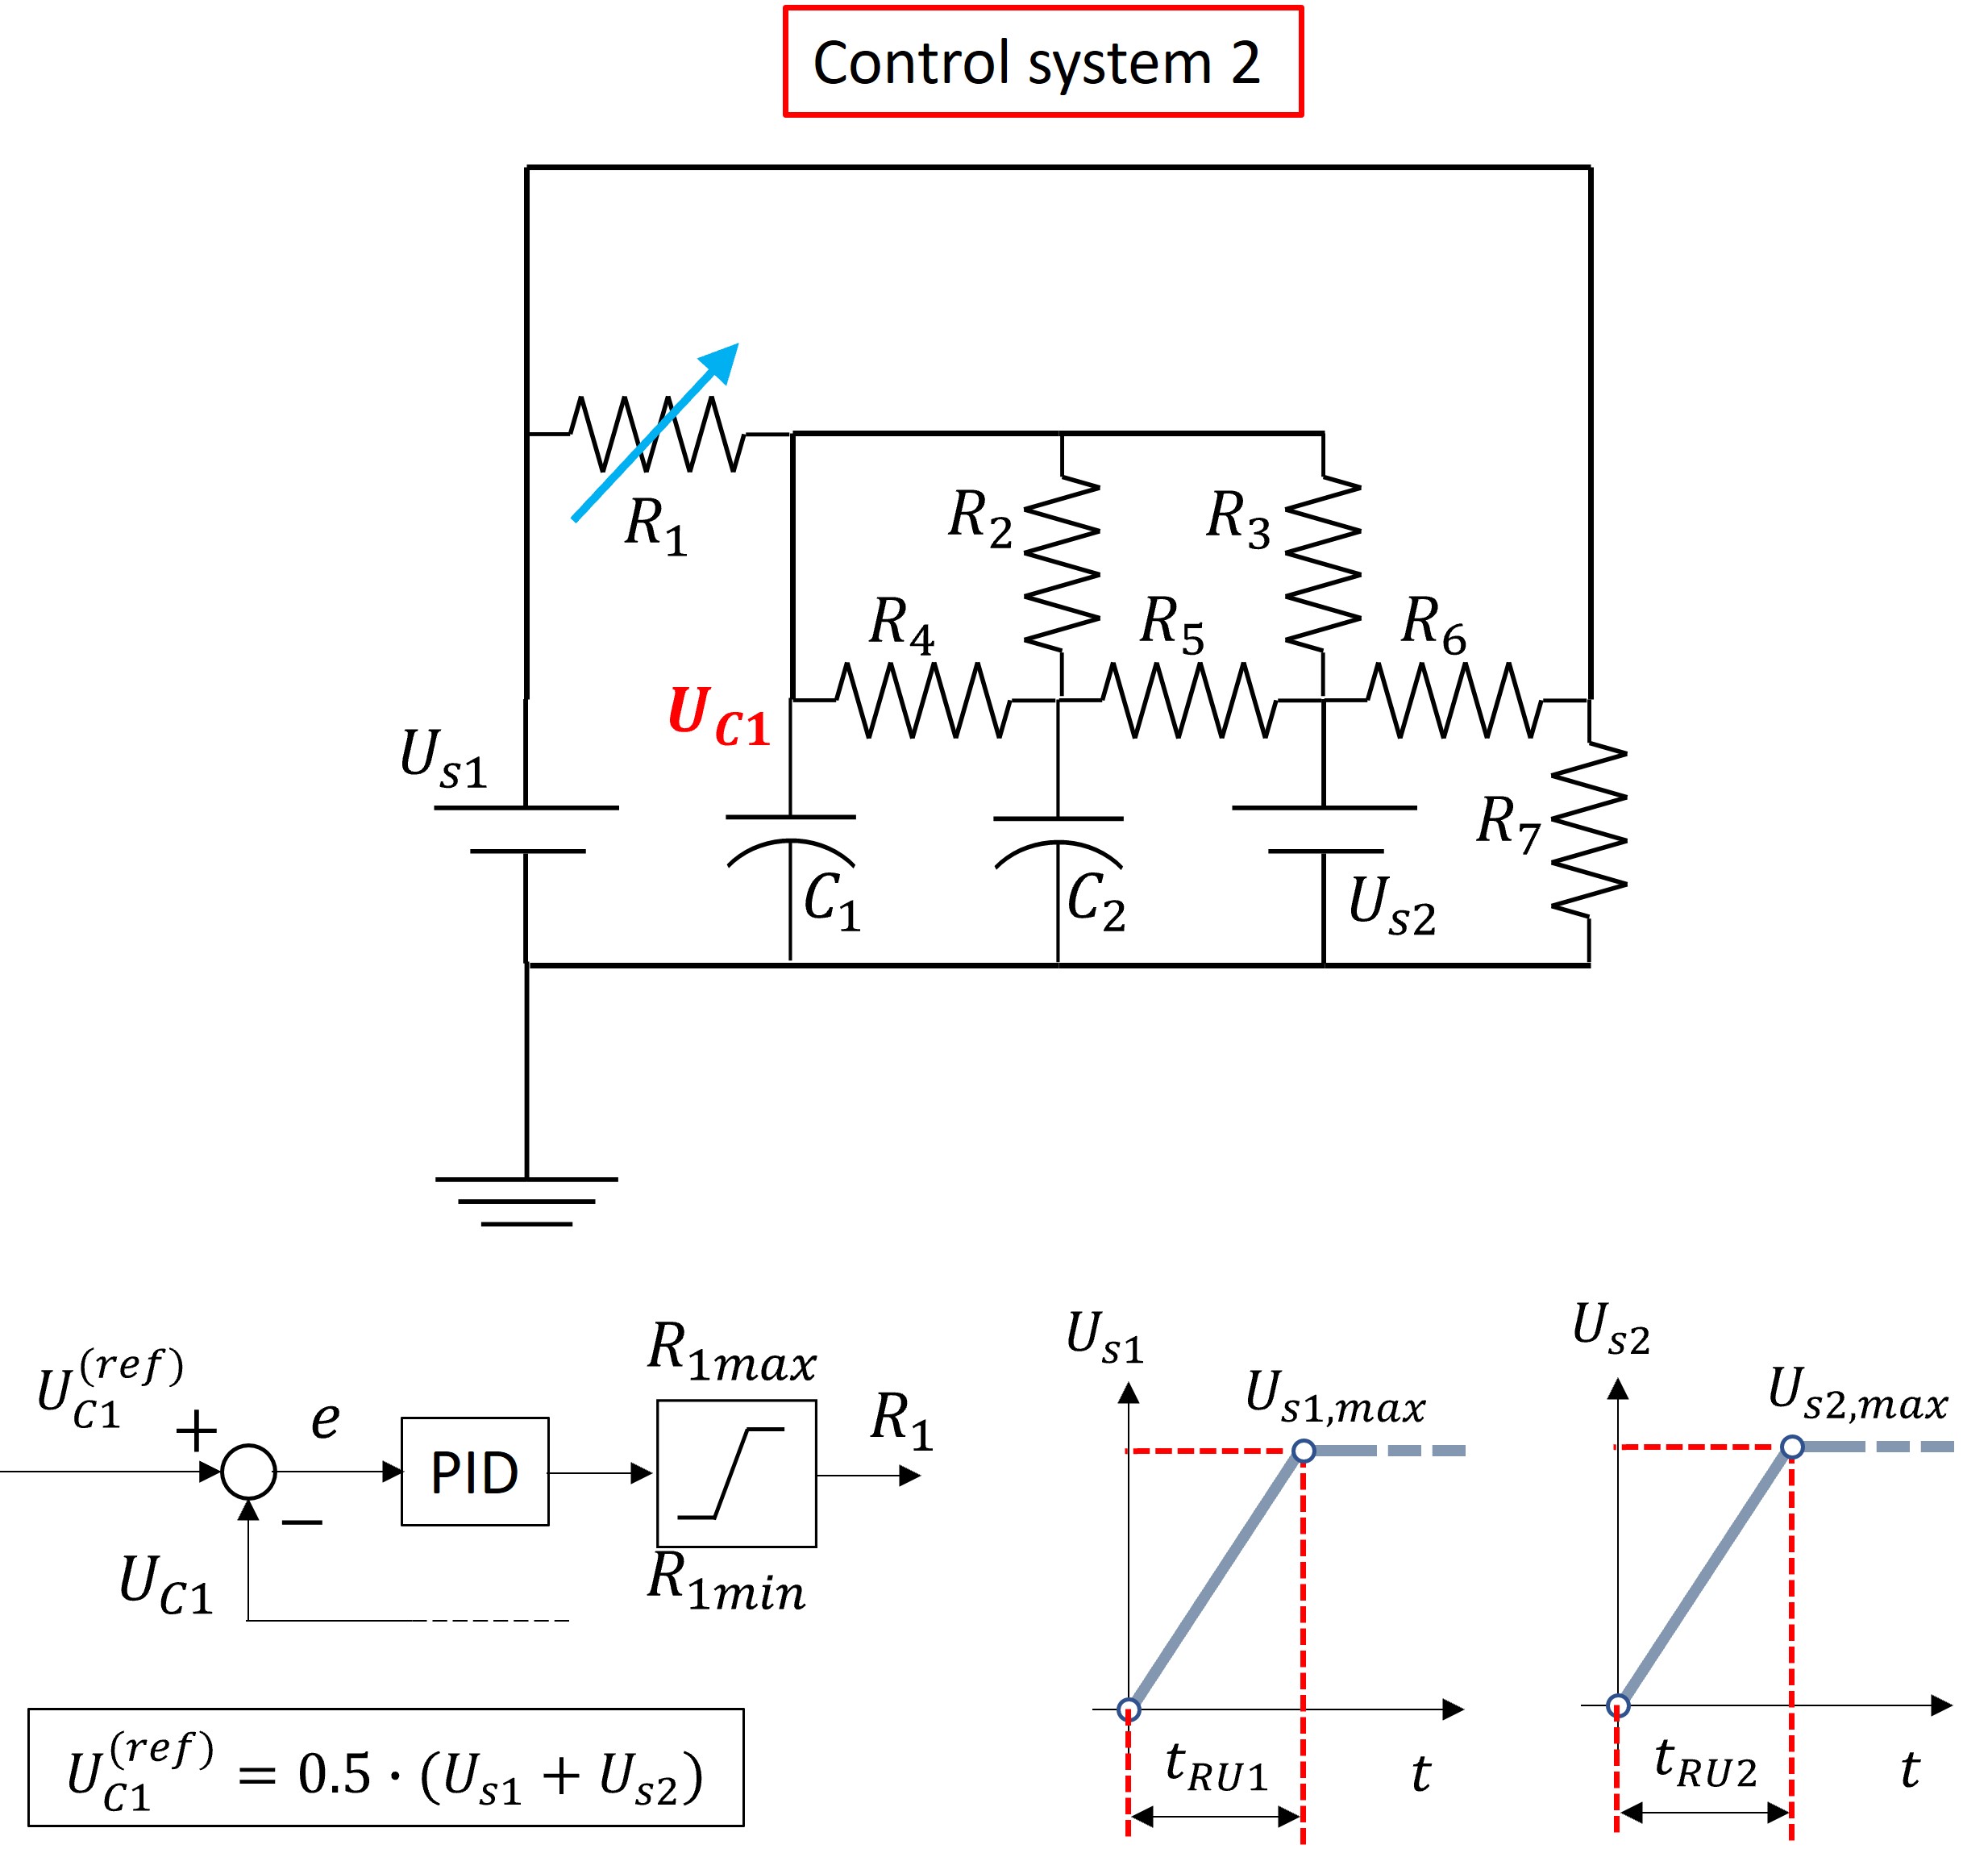 Control system 2
R_1
R_2
R_3
R_4
R_5
R_6
U_{C1}
U_{s1}
R_7
C_1
C_2
U_{s2}
U_{C1}^{(ref)}
+
e
PID
−
U_{C1}
R_{1max}
R_1
R_{1min}
U_{C1}^{(ref)} = 0.5 · (U_{s1} + U_{s2})
U_{s1}
U_{s1,max}
t_{RU1}
t
U_{s2}
U_{s2,max}
t_{RU2}
t